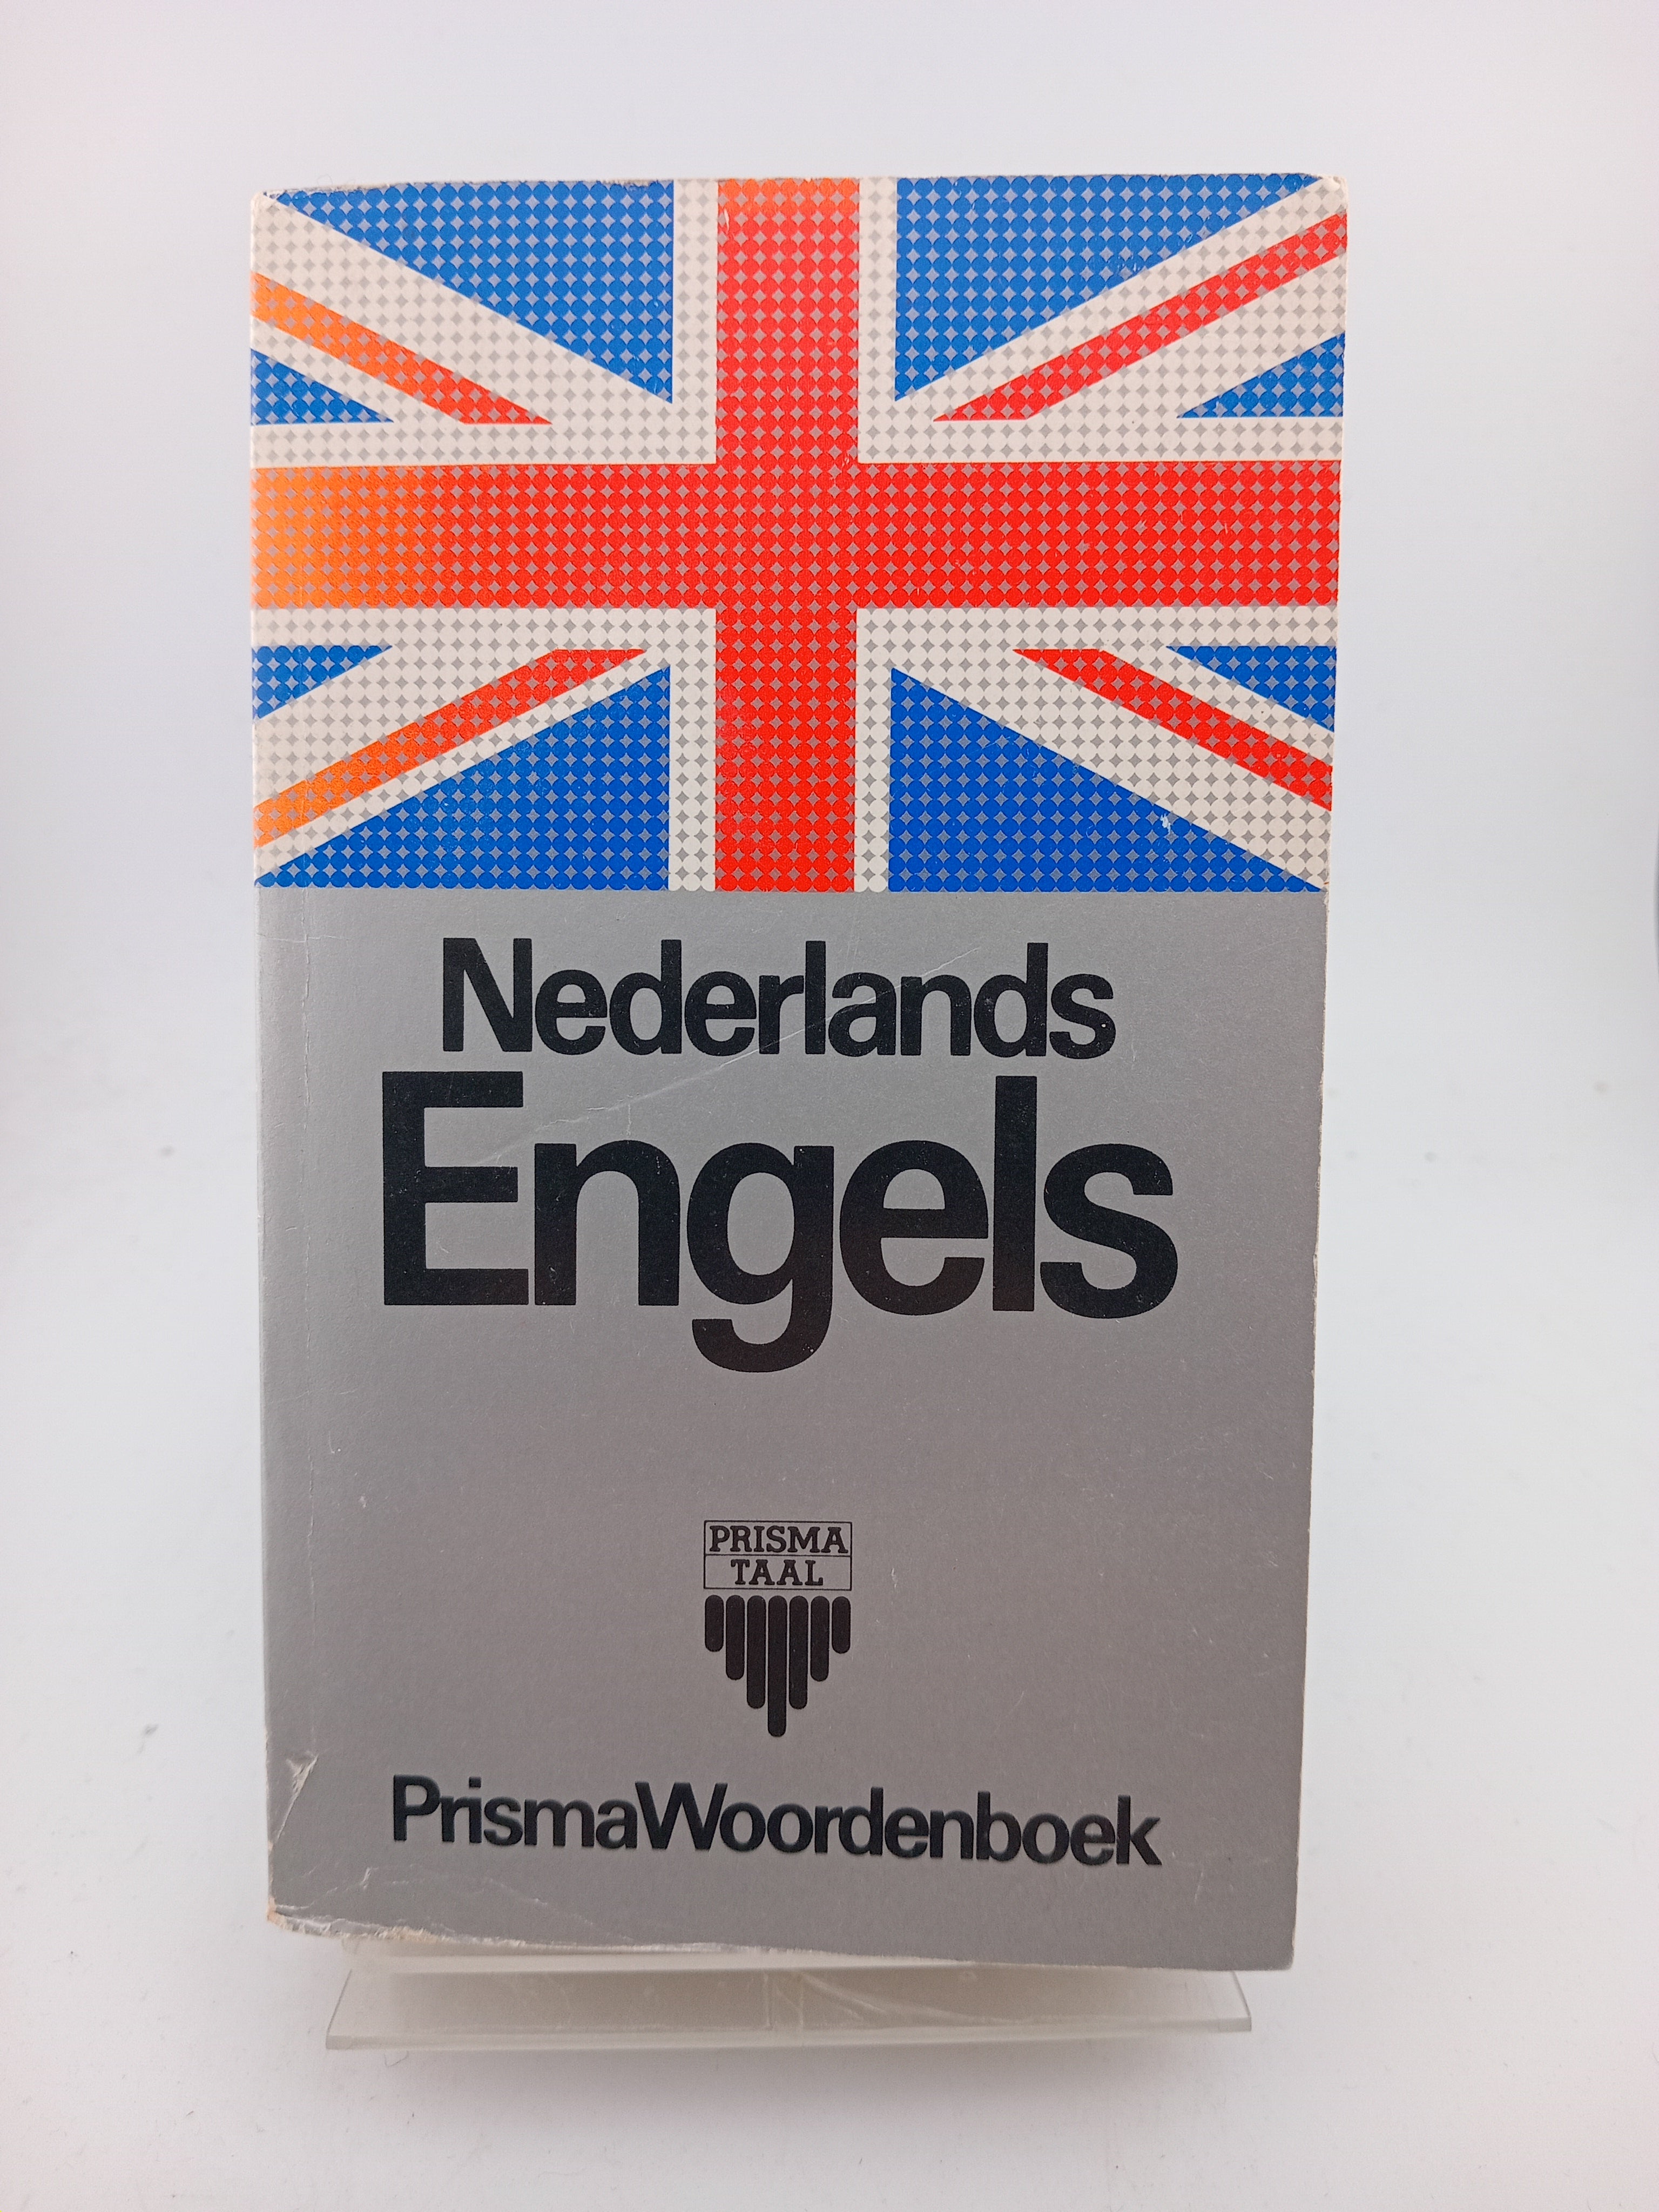 Nederlands
Engels
PRISMA
TAAL
PrismaWoordenboek